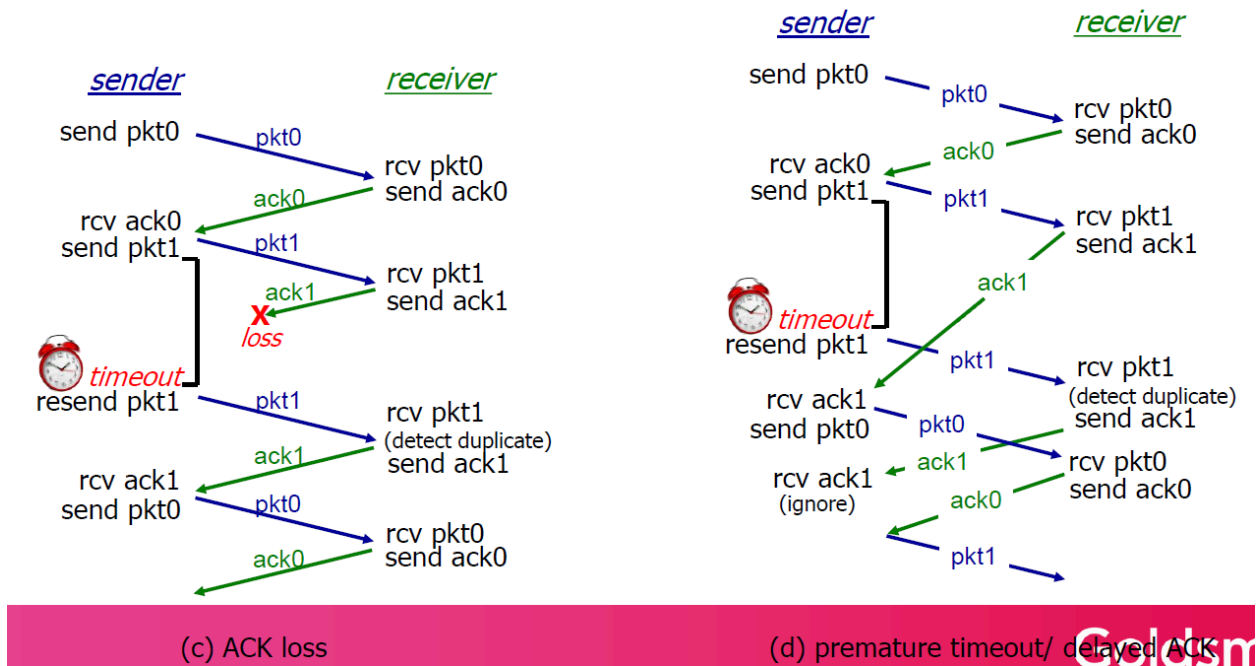 sender
receiver
send pkt0
pkt0
rcv pkt0
send ack0
ack0
rcv ack0
send pkt1
pkt1
rcv pkt1
send ack1
ack1
X
loss
timeout
resend pkt1
pkt1
rcv pkt1
(detect duplicate)
send ack1
ack1
rcv ack1
send pkt0
pkt0
rcv pkt0
send ack0
ack0
(c) ACK loss
sender
receiver
send pkt0
pkt0
rcv pkt0
send ack0
ack0
rcv ack0
send pkt1
pkt1
rcv pkt1
send ack1
ack1
timeout
resend pkt1
pkt1
rcv pkt1
(detect duplicate)
send ack1
rcv ack1
send pkt0
pkt0
ack1
rcv ack1
(ignore)
rcv pkt0
send ack0
ack0
pkt1
(d) premature timeout/ delayed ACK
Goldsm